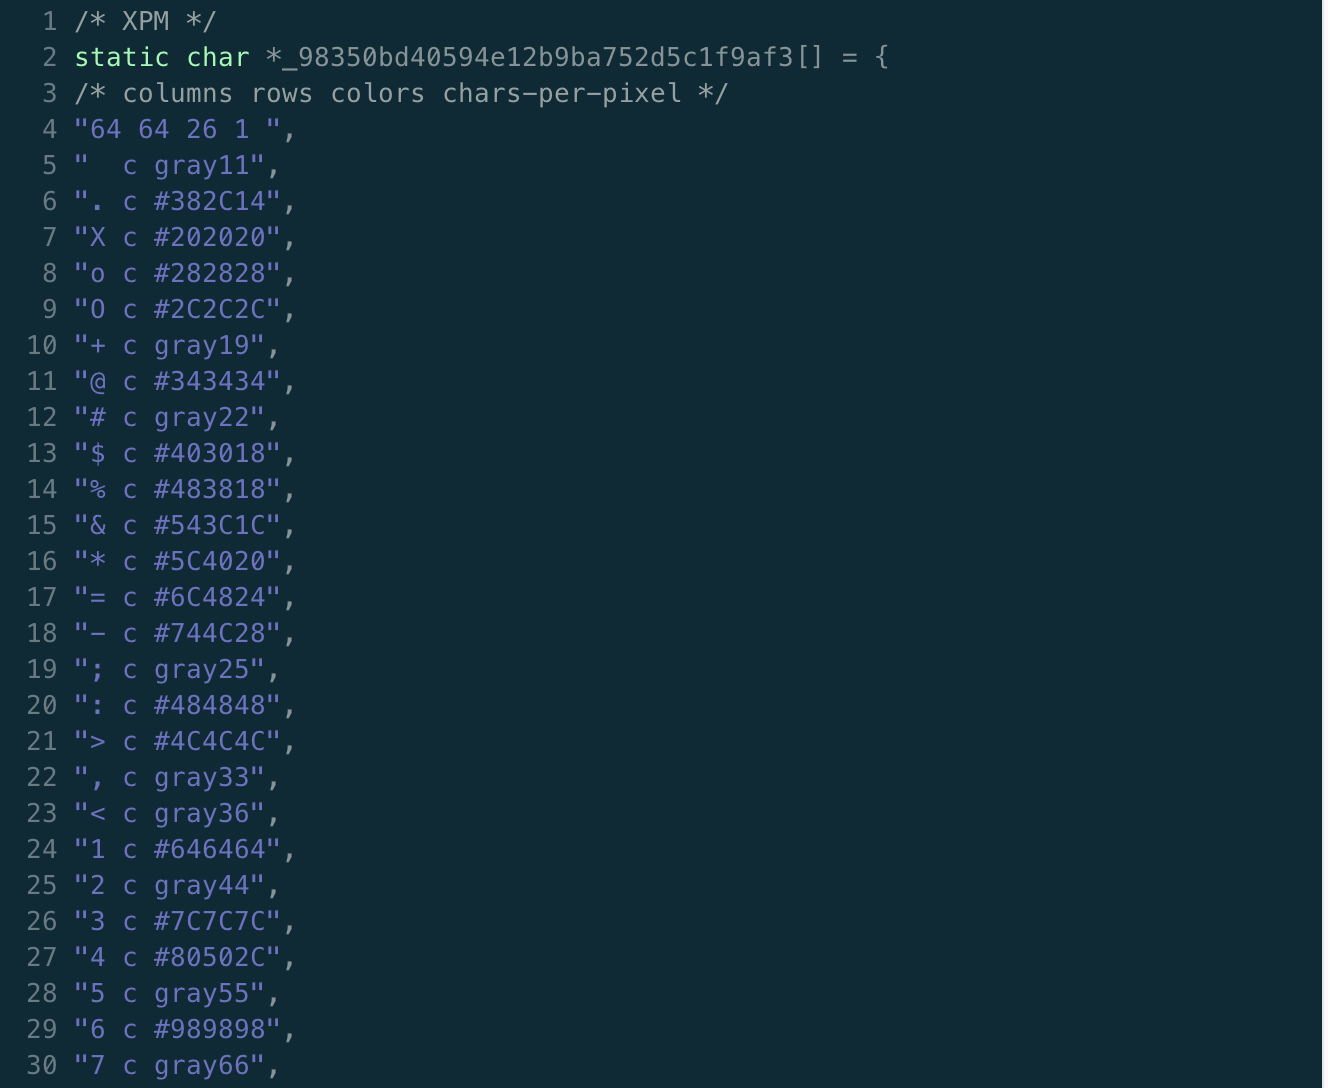 1 /* XPM */
2 static char *_98350bd40594e12b9ba752d5c1f9af3[] = {
3 /* columns rows colors chars-per-pixel */
4 "64 64 26 1 ",
5 "  c gray11",
6 ". c #382C14",
7 "X c #202020",
8 "o c #282828",
9 "O c #2C2C2C",
10 "+ c gray19",
11 "@ c #343434",
12 "# c gray22",
13 "$ c #403018",
14 "% c #483818",
15 "& c #543C1C",
16 "* c #5C4020",
17 "= c #6C4824",
18 "- c #744C28",
19 "; c gray25",
20 ": c #484848",
21 "> c #4C4C4C",
22 ", c gray33",
23 "< c gray36",
24 "1 c #646464",
25 "2 c gray44",
26 "3 c #7C7C7C",
27 "4 c #80502C",
28 "5 c gray55",
29 "6 c #989898",
30 "7 c gray66",